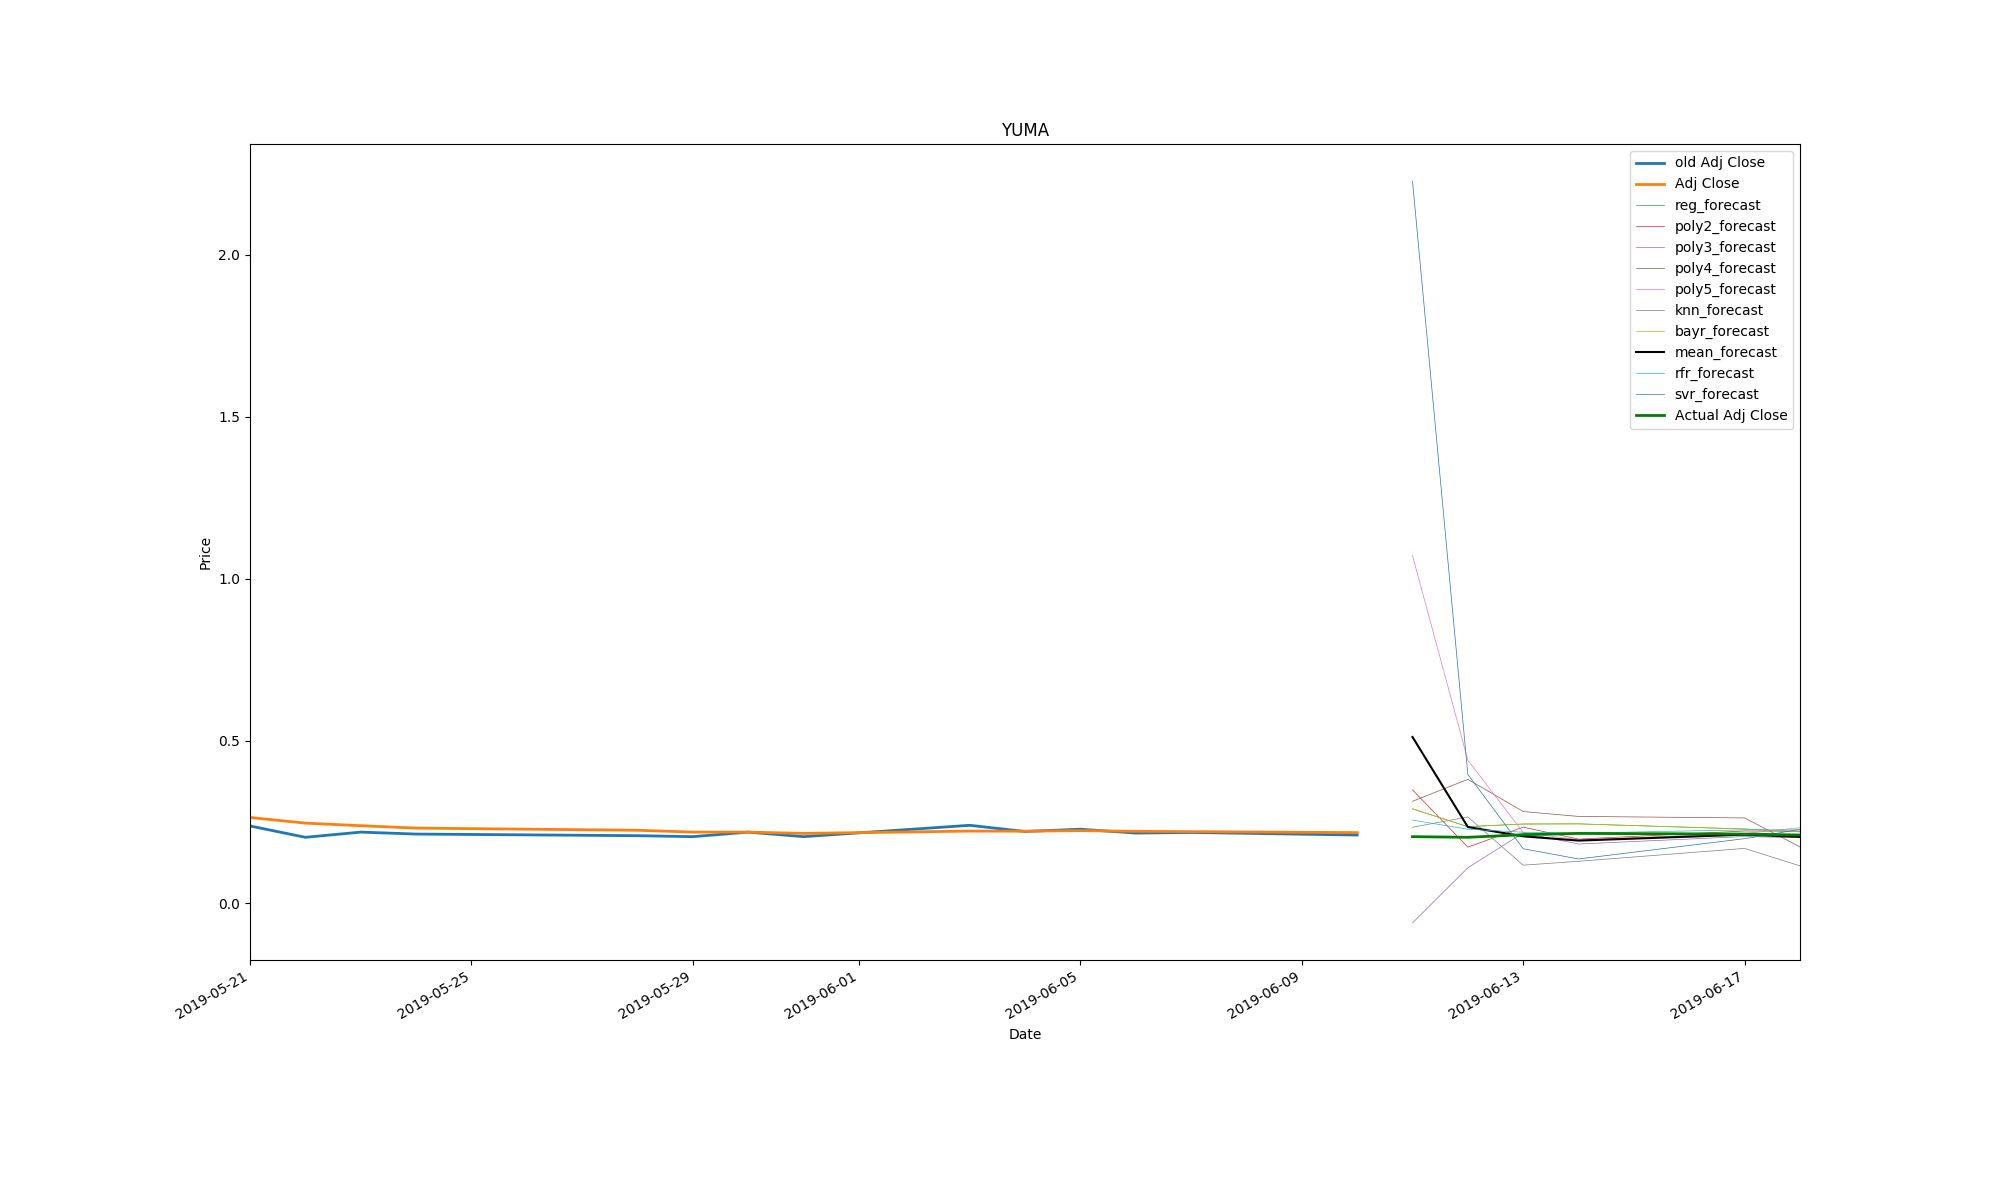 YUMA
old Adj Close
Adj Close
reg_forecast
poly2_forecast
poly3_forecast
poly4_forecast
poly5_forecast
knn_forecast
bayr_forecast
mean_forecast
rfr_forecast
svr_forecast
Actual Adj Close
2.0
1.5
1.0
0.5
0.0
Price
2019-05-21
2019-05-25
2019-05-29
2019-06-01
2019-06-05
2019-06-09
2019-06-13
2019-06-17
Date